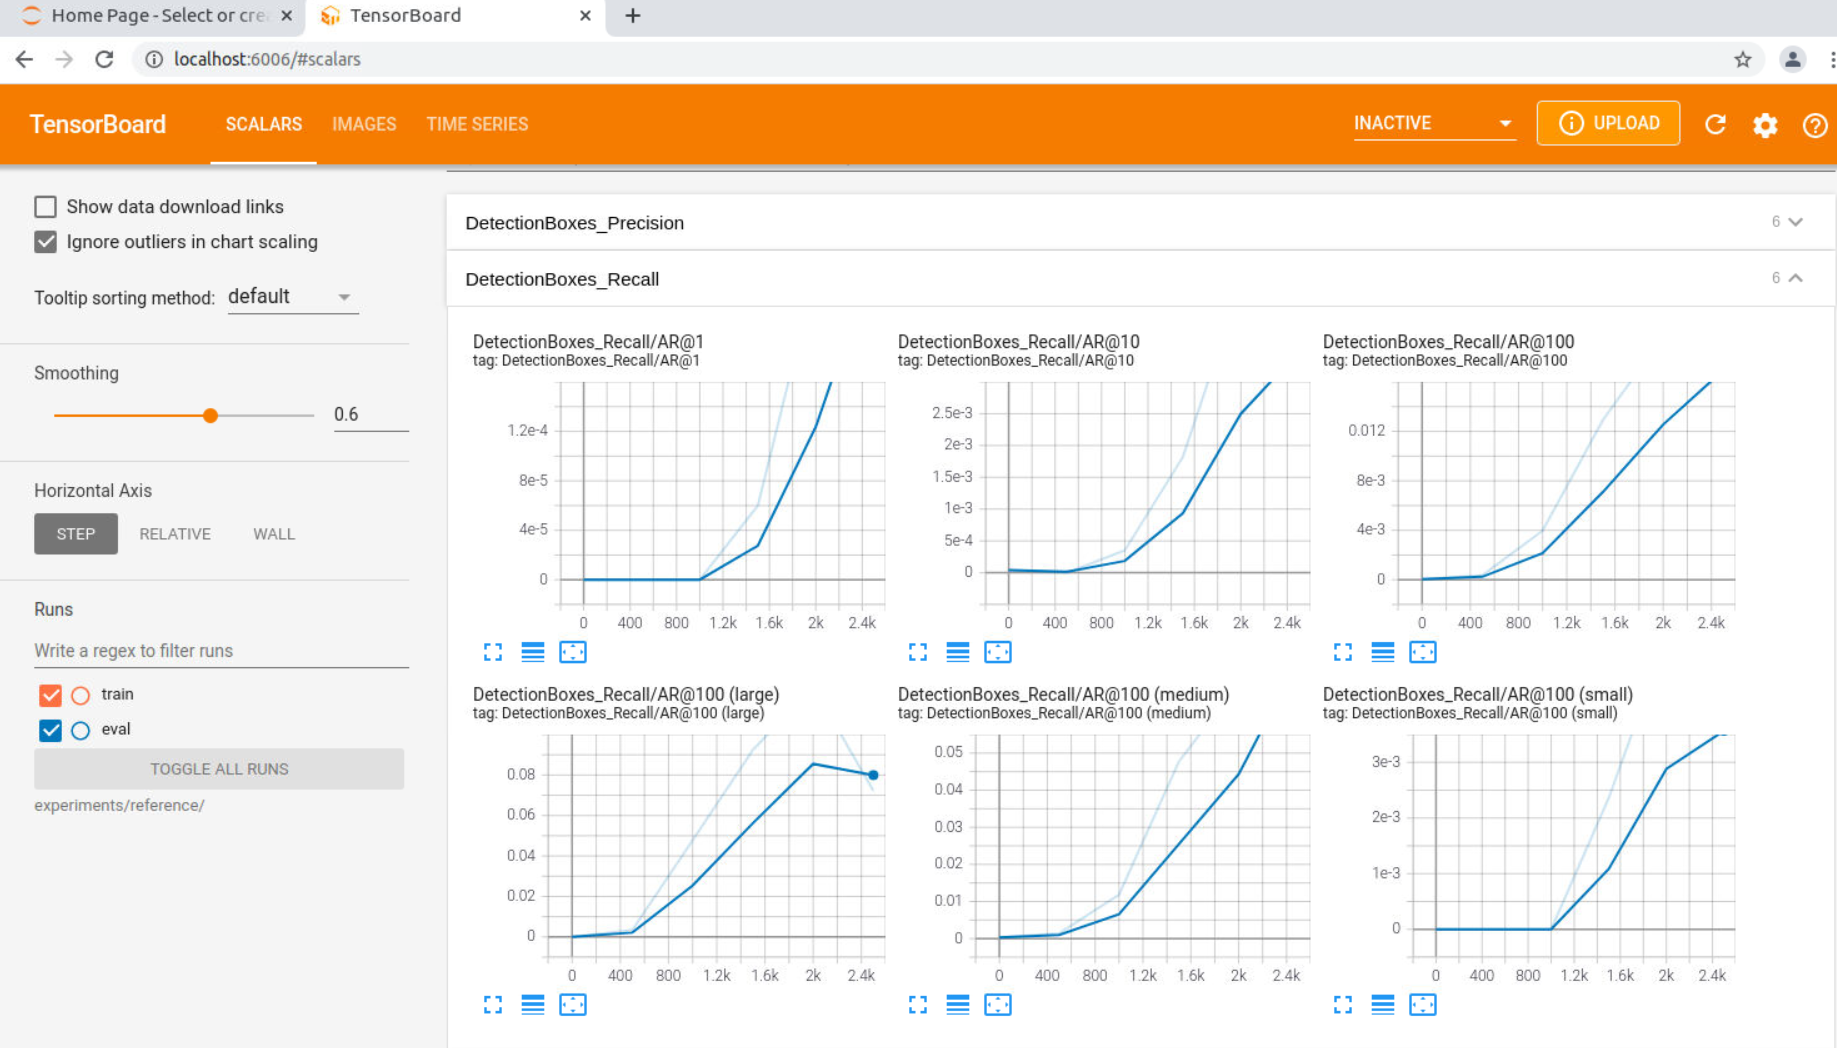 Home Page - Select or cre
TensorBoard
localhost:6006/#scalars
TensorBoard
SCALARS
IMAGES
TIME SERIES
INACTIVE
UPLOAD
Show data download links
Ignore outliers in chart scaling
Tooltip sorting method: default
Smoothing
0.6
Horizontal Axis
STEP
RELATIVE
WALL
Runs
Write a regex to filter runs
train
eval
TOGGLE ALL RUNS
experiments/reference/
DetectionBoxes_Precision
6
DetectionBoxes_Recall
6
DetectionBoxes_Recall/AR@1
tag: DetectionBoxes_Recall/AR@1
1.2e-4
8e-5
4e-5
0
0 400 800 1.2k 1.6k 2k 2.4k
DetectionBoxes_Recall/AR@10
tag: DetectionBoxes_Recall/AR@10
2.5e-3
2e-3
1.5e-3
1e-3
5e-4
0
0 400 800 1.2k 1.6k 2k 2.4k
DetectionBoxes_Recall/AR@100
tag: DetectionBoxes_Recall/AR@100
0.012
8e-3
4e-3
0
0 400 800 1.2k 1.6k 2k 2.4k
DetectionBoxes_Recall/AR@100 (large)
tag: DetectionBoxes_Recall/AR@100 (large)
0.08
0.06
0.04
0.02
0
0 400 800 1.2k 1.6k 2k 2.4k
DetectionBoxes_Recall/AR@100 (medium)
tag: DetectionBoxes_Recall/AR@100 (medium)
0.05
0.04
0.03
0.02
0.01
0
0 400 800 1.2k 1.6k 2k 2.4k
DetectionBoxes_Recall/AR@100 (small)
tag: DetectionBoxes_Recall/AR@100 (small)
3e-3
2e-3
1e-3
0
0 400 800 1.2k 1.6k 2k 2.4k